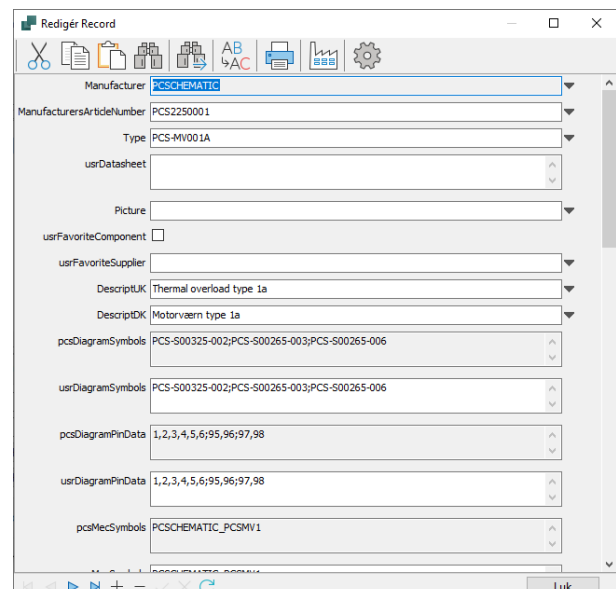 Redigér Record
AB
AC
Manufacturer PCSCHEMATIC
ManufacturersArticleNumber PCS2250001
Type PCS-MV001A
usrDatasheet
Picture
usrFavoriteComponent
usrFavoriteSupplier
DescriptUK Thermal overload type 1a
DescriptDK Motorværn type 1a
pcsDiagramSymbols PCS-S00325-002;PCS-S00265-003;PCS-S00265-006
usrDiagramSymbols PCS-S00325-002;PCS-S00265-003;PCS-S00265-006
pcsDiagramPinData 1,2,3,4,5,6;95,96;97,98
usrDiagramPinData 1,2,3,4,5,6;95,96;97,98
pcsMecSymbols PCSCHEMATIC_PCSMV1
PCSCHEMATIC_PCSMV1
Luk